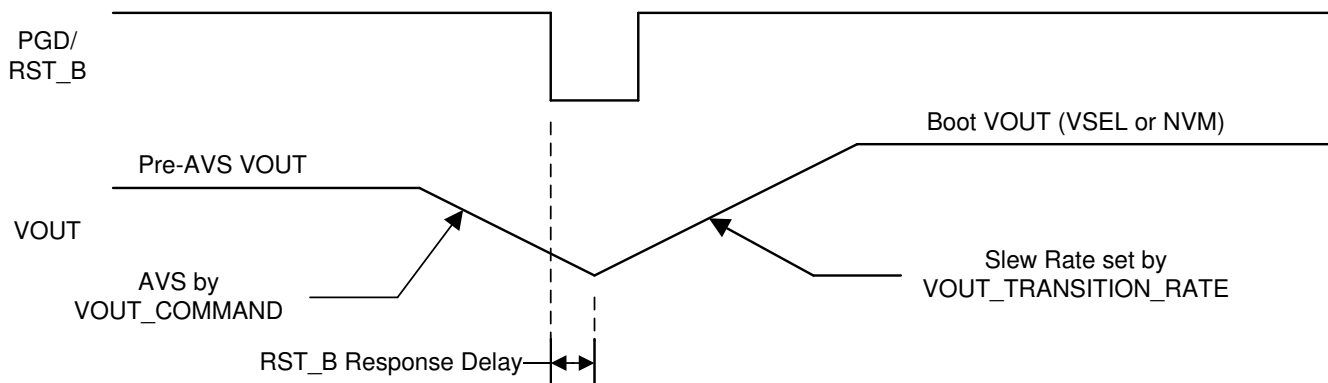 PGD/
RST_B
Boot VOUT (VSEL or NVM)
Pre-AVS VOUT
VOUT
AVS by
VOUT_COMMAND
Slew Rate set by
VOUT_TRANSITION_RATE
RST_B Response Delay